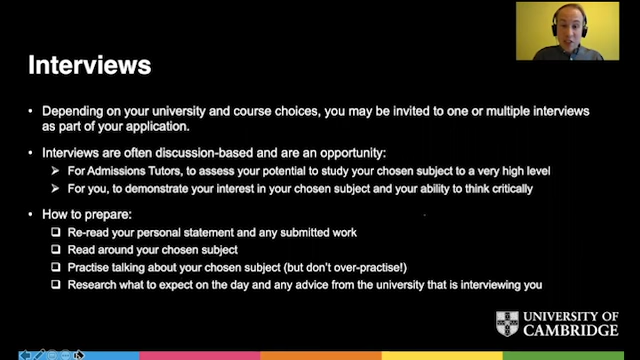 Interviews
• Depending on your university and course choices, you may be invited to one or multiple interviews
as part of your application.
• Interviews are often discussion-based and are an opportunity:
➢ For Admissions Tutors, to assess your potential to study your chosen subject to a very high level
➢ For you, to demonstrate your interest in your chosen subject and your ability to think critically
• How to prepare:
❑ Re-read your personal statement and any submitted work
❑ Read around your chosen subject
❑ Practise talking about your chosen subject (but don't over-practise!)
❑ Research what to expect on the day and any advice from the university that is interviewing you
UNIVERSITY OF
CAMBRIDGE